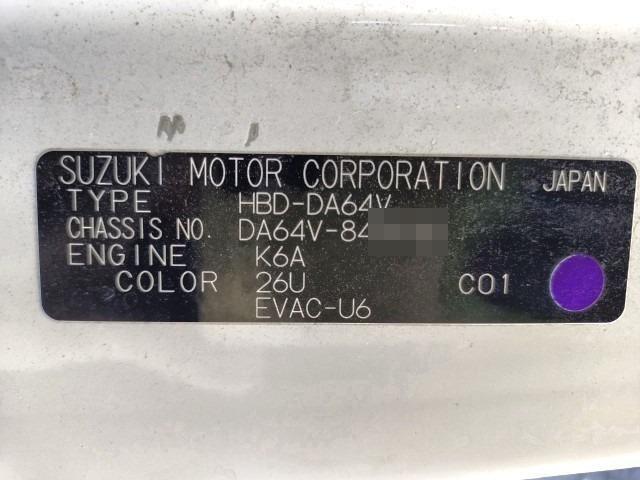 SUZUKI MOTOR CORPORATION JAPAN
TYPE HBD-DA64V
CHASSIS NO. DA64V-84
ENGINE K6A
COLOR 26U C01
EVAC-U6